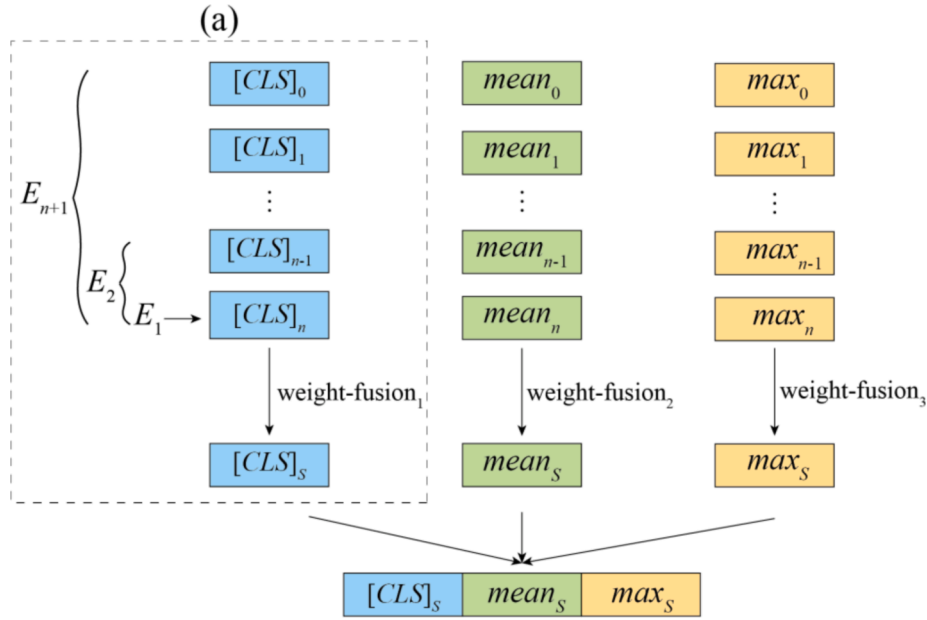 (a)
[CLS]0 mean0 max0
[CLS]1 mean1 max1
⋮ ⋮ ⋮
En+1
[CLS]n-1 meann-1 maxn-1
E2
E1 [CLS]n meann maxn
weight-fusion1 weight-fusion2 weight-fusion3
[CLS]S meanS maxS
[CLS]S meanS maxS